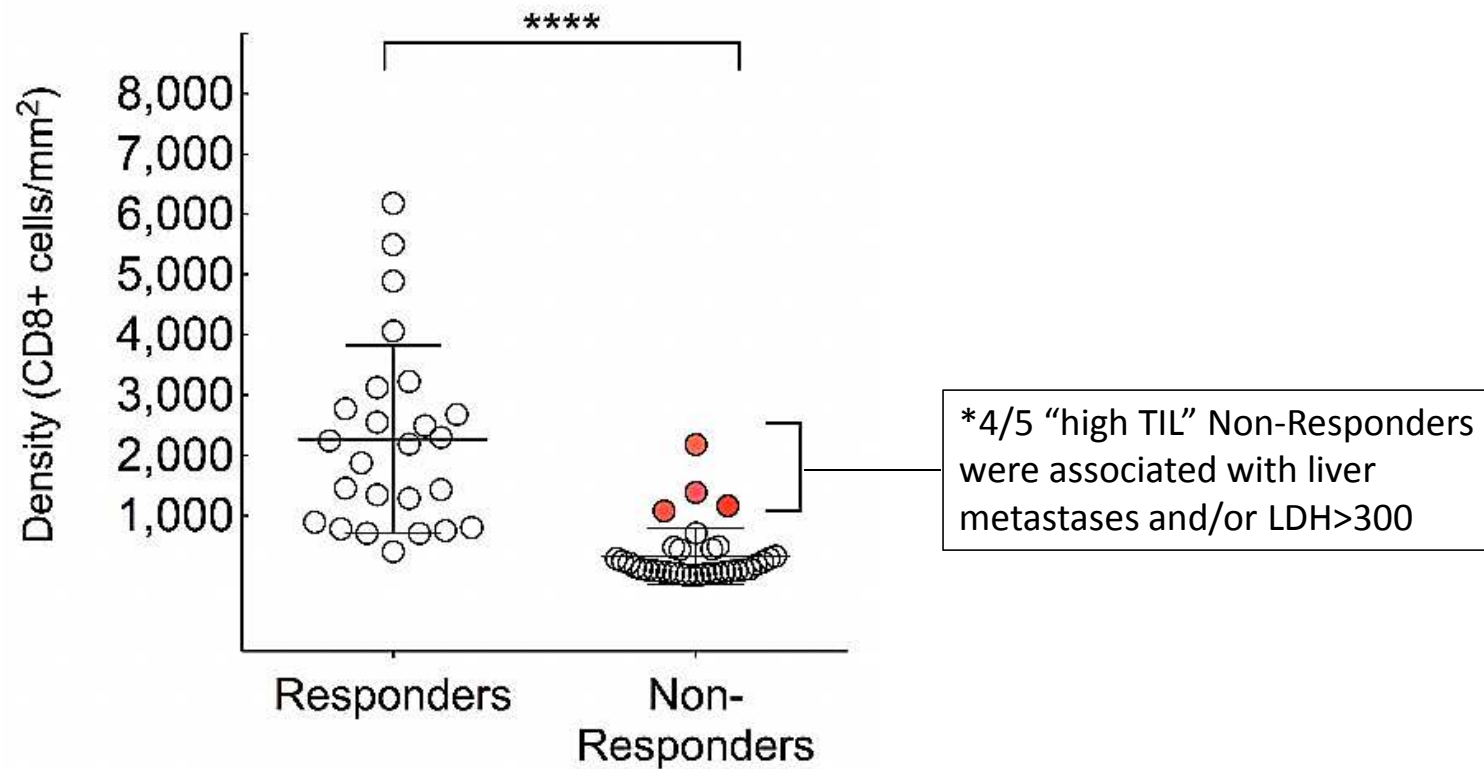 ****
Density (CD8+ cells/mm²)
8,000
7,000
6,000
5,000
4,000
3,000
2,000
1,000
Responders
Non-
Responders
*4/5 “high TIL” Non-Responders
were associated with liver
metastases and/or LDH>300